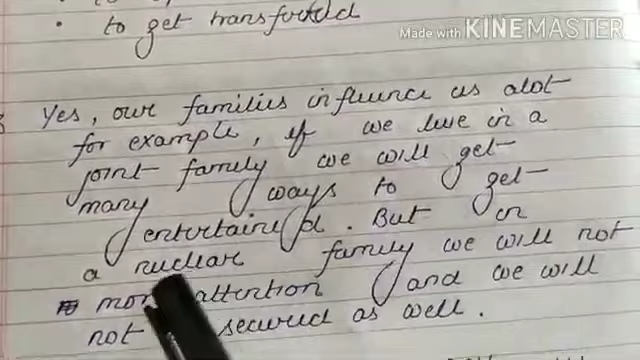 • to get transfered
Made with KINEMASTER
Yes, our families influence us alot
for example, if we live in a
joint family we will get
many ways to get
entertained. But in
a nuclear family we will not
attention and we will
not secured as well.